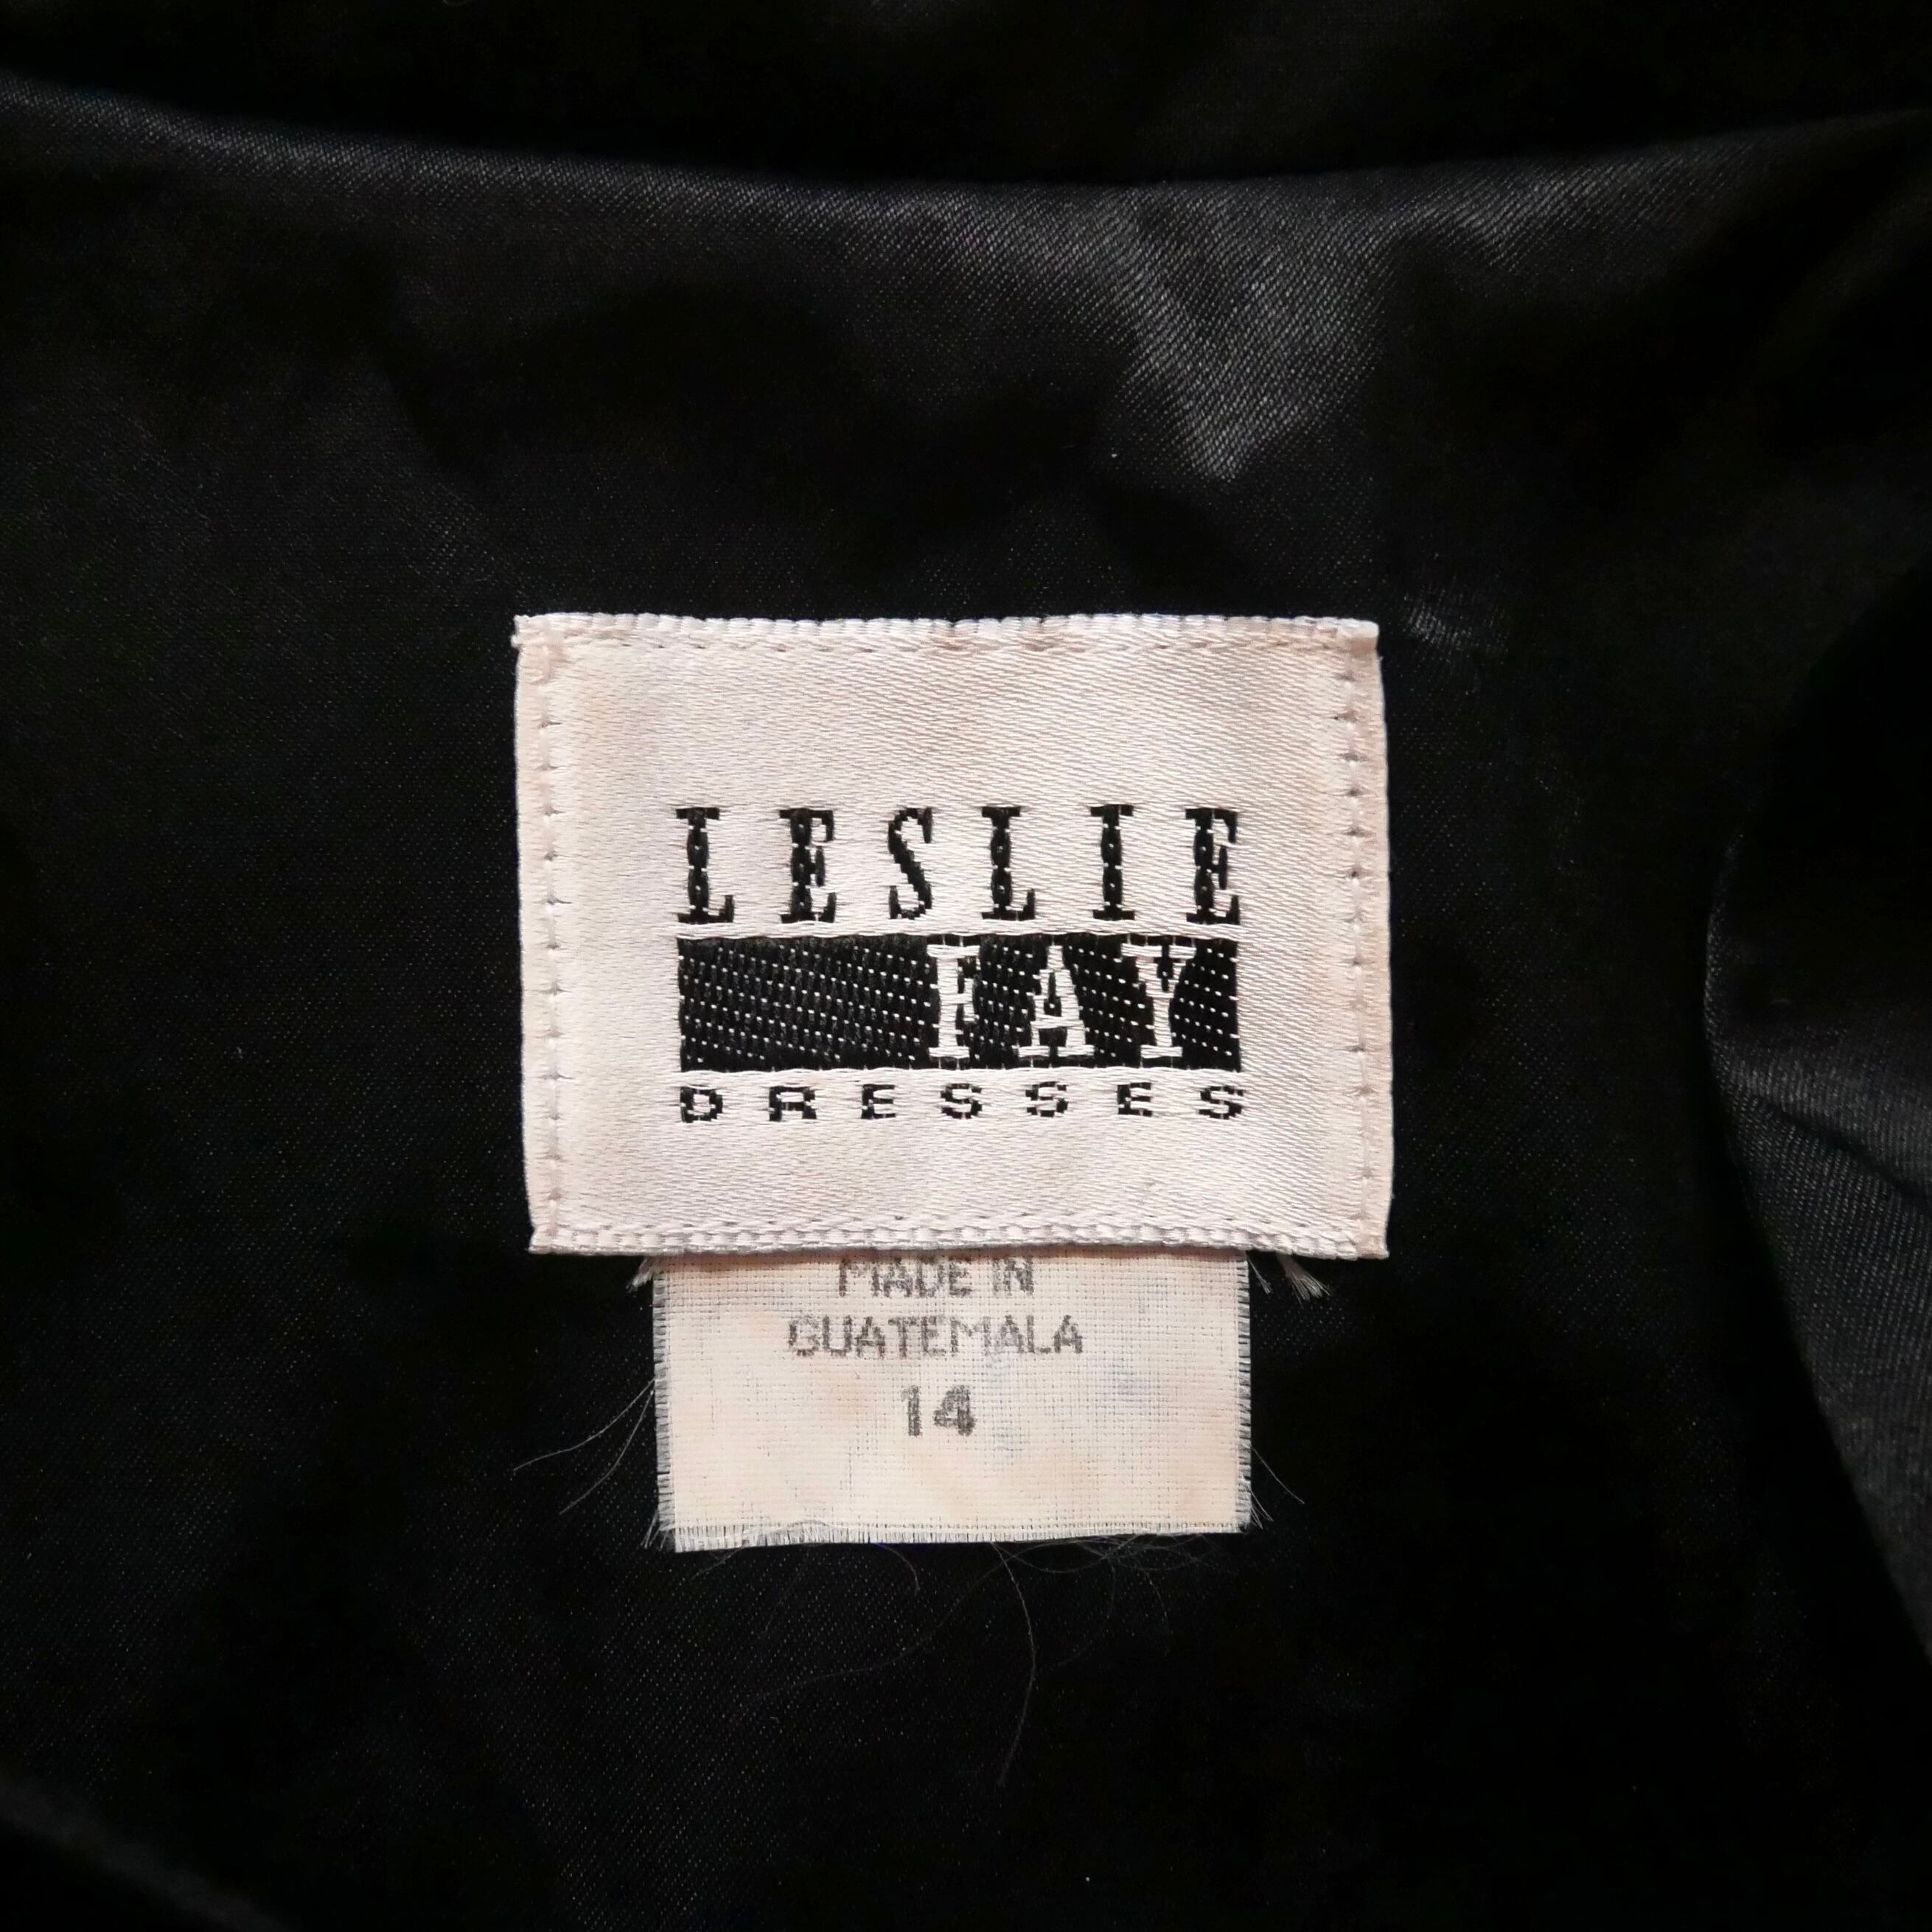 LESLIE
FAY
DRESSES
MADE IN
GUATEMALA
14